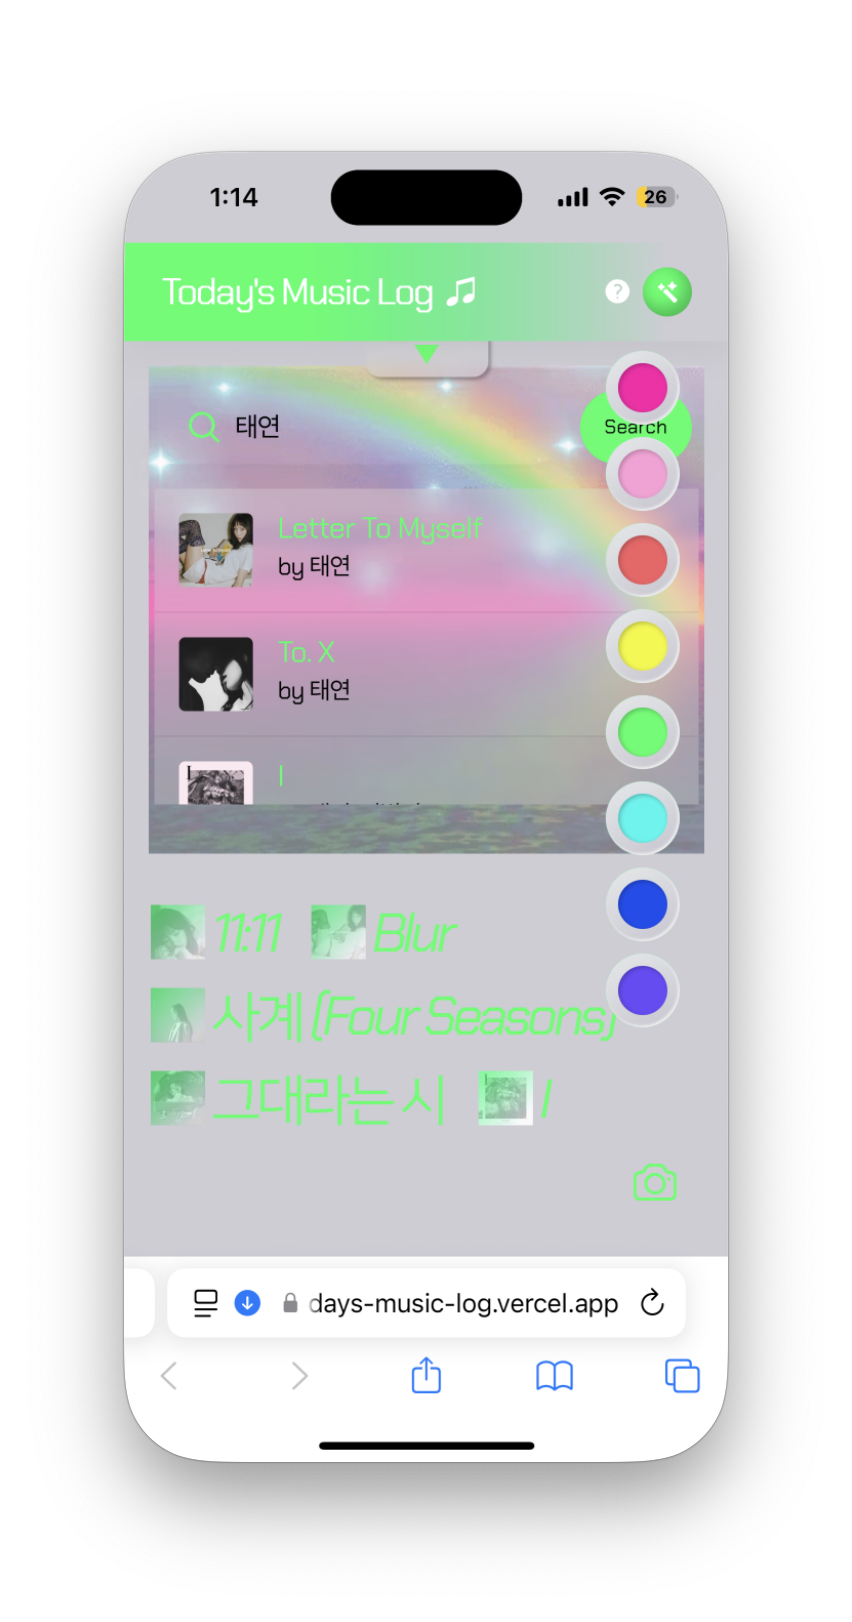 1:14
26
Today's Music Log
?
태연
Search
Letter To Myself
by 태연
To. X
by 태연
I
11:11 Blur
사계 (Four Seasons)
그대라는 시 I
days-music-log.vercel.app